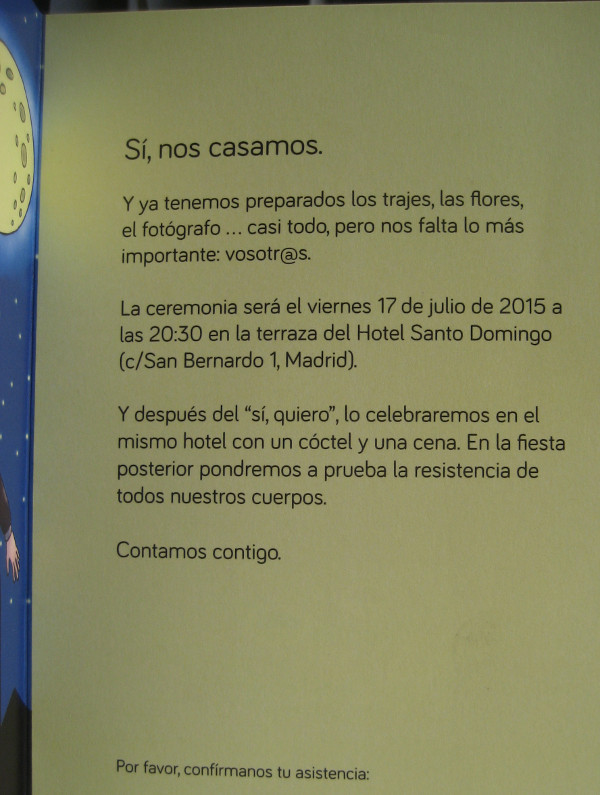 Sí, nos casamos.
Y ya tenemos preparados los trajes, las flores,
el fotógrafo ... casi todo, pero nos falta lo más
importante: vosotr@s.
La ceremonia será el viernes 17 de julio de 2015 a
las 20:30 en la terraza del Hotel Santo Domingo
(c/San Bernardo 1, Madrid).
Y después del “sí, quiero”, lo celebraremos en el
mismo hotel con un cóctel y una cena. En la fiesta
posterior pondremos a prueba la resistencia de
todos nuestros cuerpos.
Contamos contigo.
Por favor, confírmanos tu asistencia: